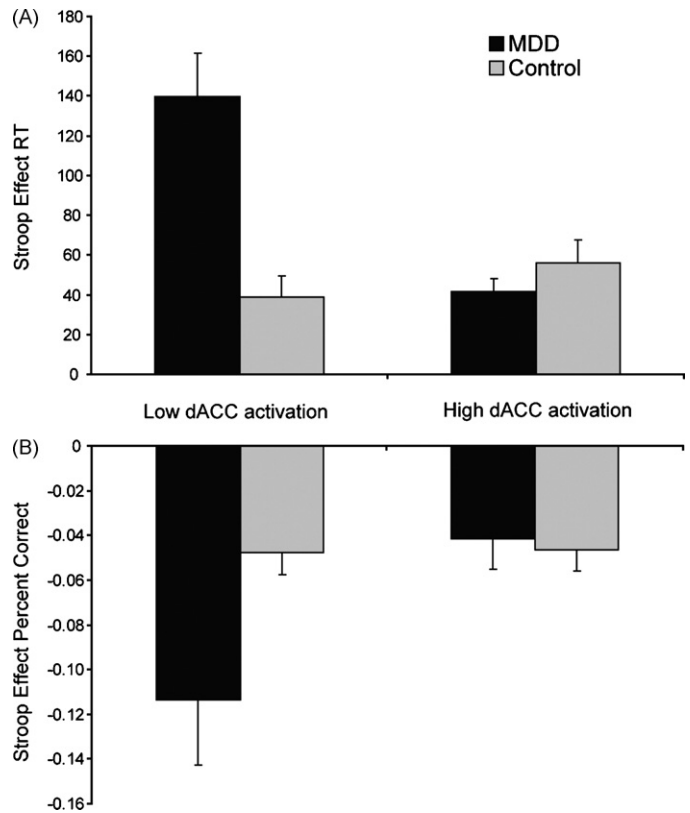 (A)
Stroop Effect RT
180
160
140
120
100
80
60
40
20
0
MDD
Control
Low dACC activation
High dACC activation
(B)
Stroop Effect Percent Correct
0
-0.02
-0.04
-0.06
-0.08
-0.10
-0.12
-0.14
-0.16